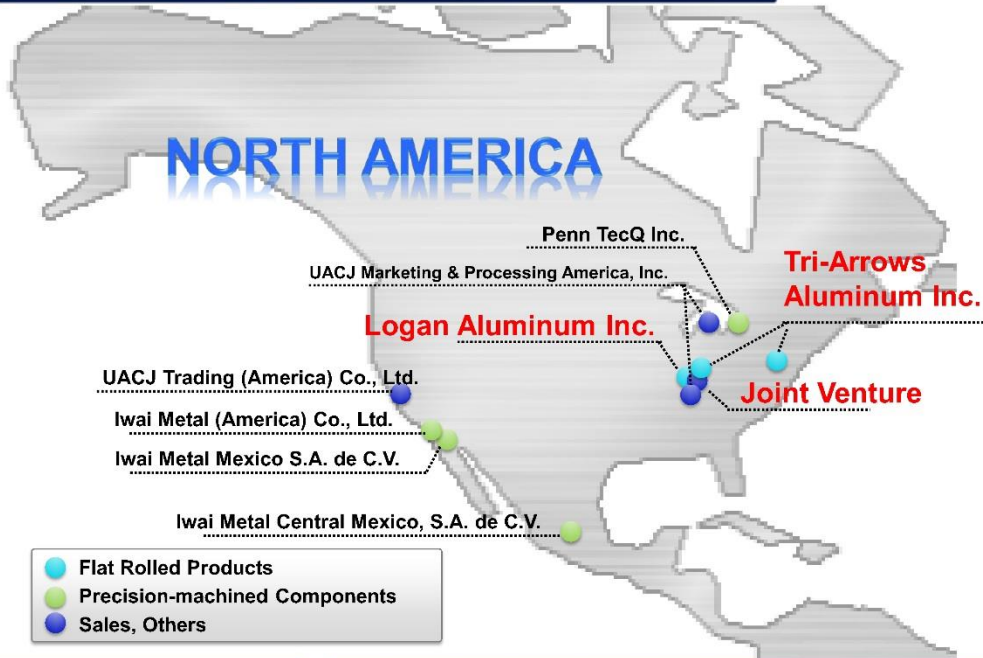 NORTH AMERICA
Penn TecQ Inc.
UACJ Marketing & Processing America, Inc.
Tri-Arrows
Aluminum Inc.
Logan Aluminum Inc.
UACJ Trading (America) Co., Ltd.
Joint Venture
Iwai Metal (America) Co., Ltd.
Iwai Metal Mexico S.A. de C.V.
Iwai Metal Central Mexico, S.A. de C.V.
Flat Rolled Products
Precision-machined Components
Sales, Others